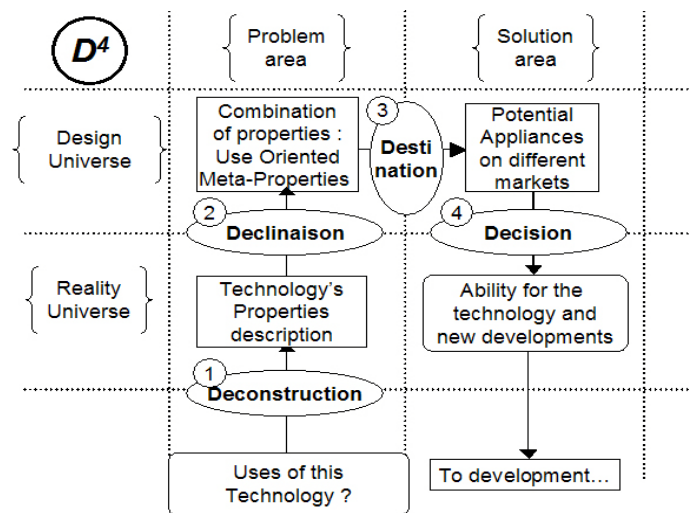 D⁴
Problem
area
Solution
area
Design
Universe
Combination
of properties :
Use Oriented
Meta-Properties
3
Desti
nation
Potential
Appliances
on different
markets
2
Declinaison
4
Decision
Reality
Universe
Technology's
Properties
description
Ability for the
technology and
new developments
1
Deconstruction
Uses of this
Technology ?
To development...